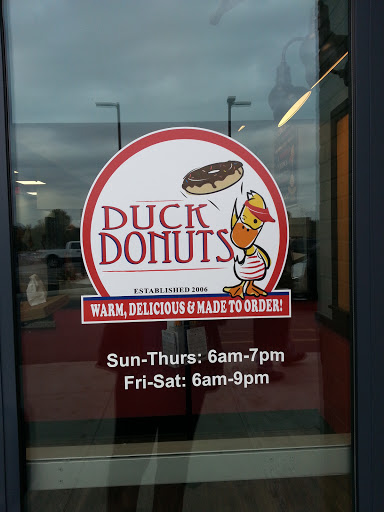 DUCK
DONUTS
ESTABLISHED 2006
WARM, DELICIOUS & MADE TO ORDER!
Sun-Thurs: 6am-7pm
Fri-Sat: 6am-9pm